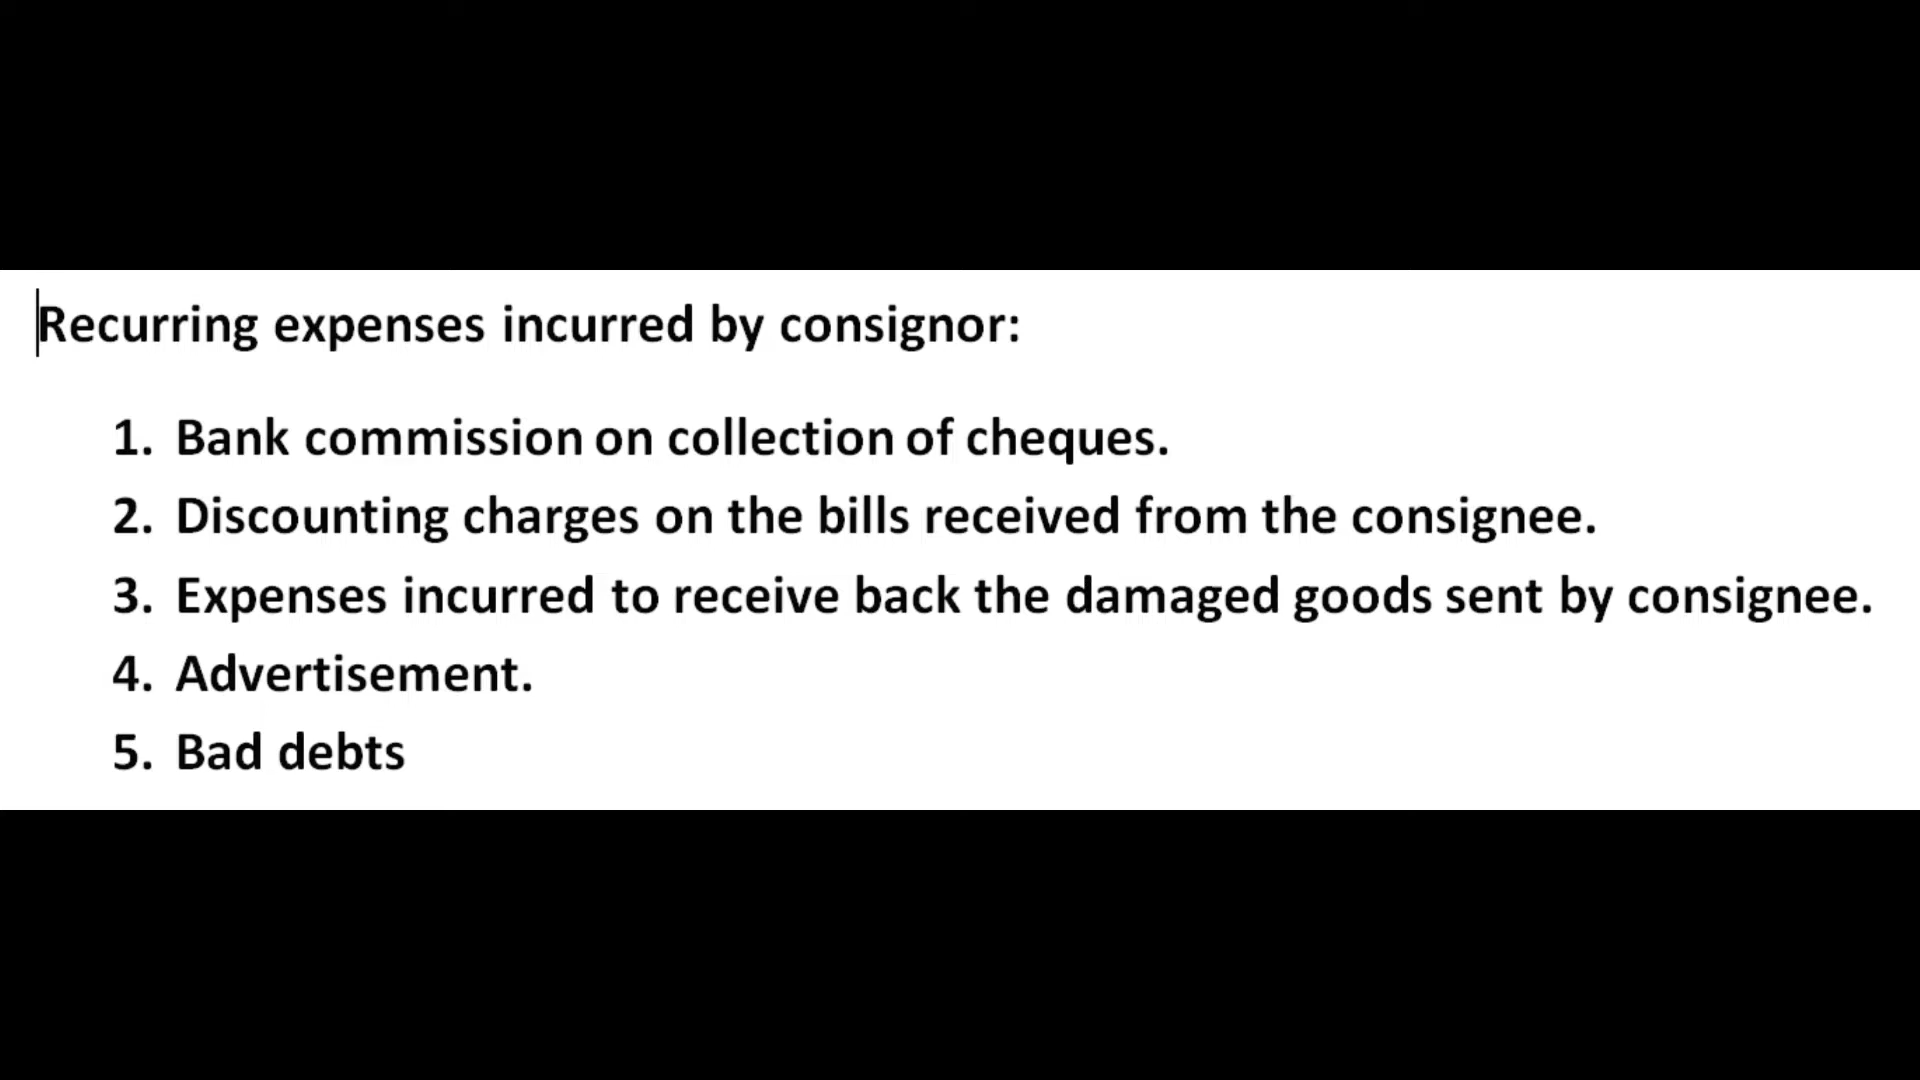 Recurring expenses incurred by consignor:
1. Bank commission on collection of cheques.
2. Discounting charges on the bills received from the consignee.
3. Expenses incurred to receive back the damaged goods sent by consignee.
4. Advertisement.
5. Bad debts